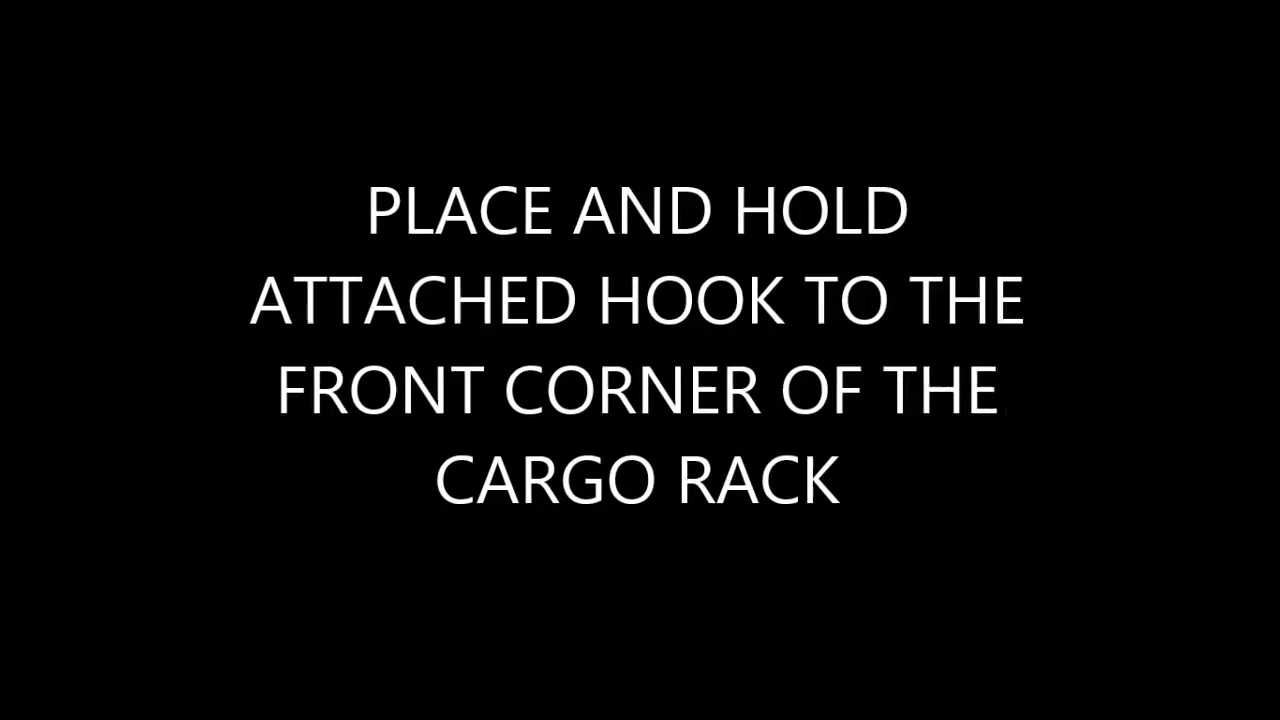 PLACE AND HOLD
ATTACHED HOOK TO THE
FRONT CORNER OF THE
CARGO RACK